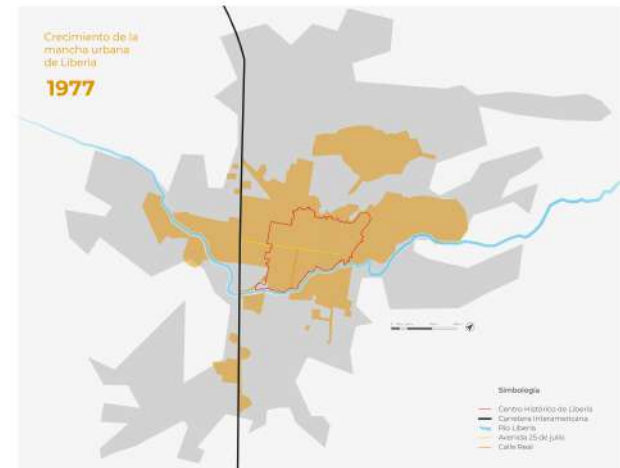 Crecimiento de la
mancha urbana
de Liberia
1977
Simbología
Centro Histórico de Liberia
Carretera Interamericana
Río Liberia
Avenida 25 de julio
Calle Real